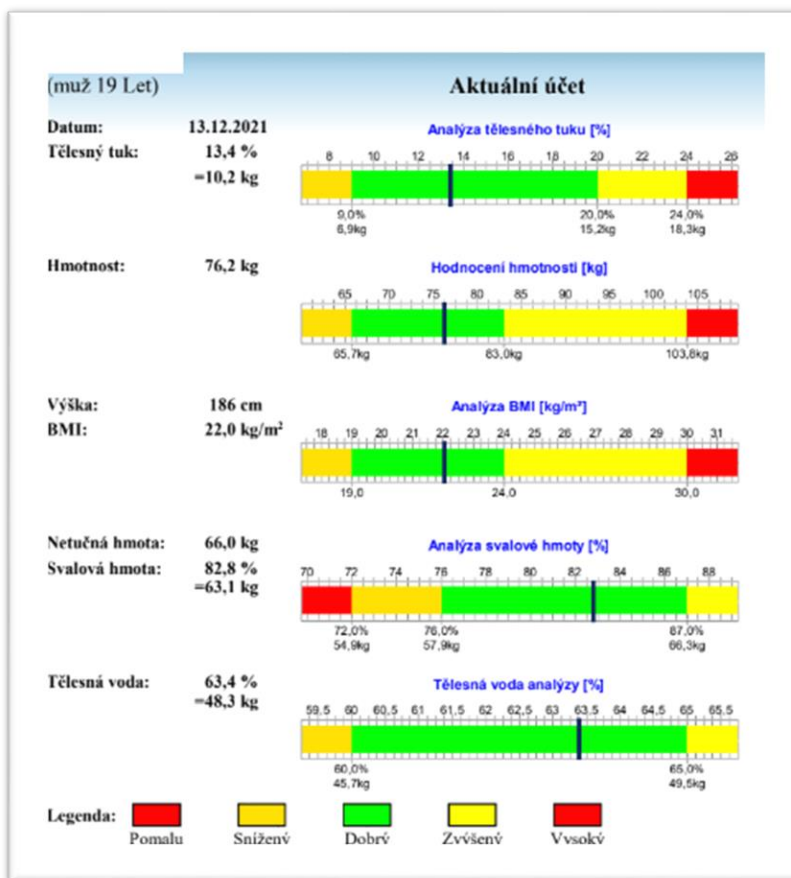 (muž 19 Let) Aktuální účet
Datum: 13.12.2021 Analýza tělesného tuku [%]
Tělesný tuk: 13,4 % 8 10 12 14 16 18 20 22 24 26
=10,2 kg
9,0% 20,0% 24,0%
6,9kg 15,2kg 18,3kg
Hmotnost: 76,2 kg Hodnocení hmotnosti [kg]
65 70 75 80 85 90 95 100 105
65,7kg 83,0kg 103,8kg
Výška: 186 cm Analýza BMI [kg/m²]
BMI: 22,0 kg/m² 18 19 20 21 22 23 24 25 26 27 28 29 30 31
19,0 24,0 30,0
Netučná hmota: 66,0 kg Analýza svalové hmoty [%]
Svalová hmota: 82,8 % 70 72 74 76 78 80 82 84 86 88
=63,1 kg
72,0% 76,0% 87,0%
54,9kg 57,9kg 66,3kg
Tělesná voda: 63,4 % Tělesná voda analýzy [%]
=48,3 kg 59,5 60 60,5 61 61,5 62 62,5 63 63,5 64 64,5 65 65,5
60,0% 65,0%
45,7kg 49,5kg
Legenda:
Pomalu Snížený Dobrý Zvýšený Vysoký